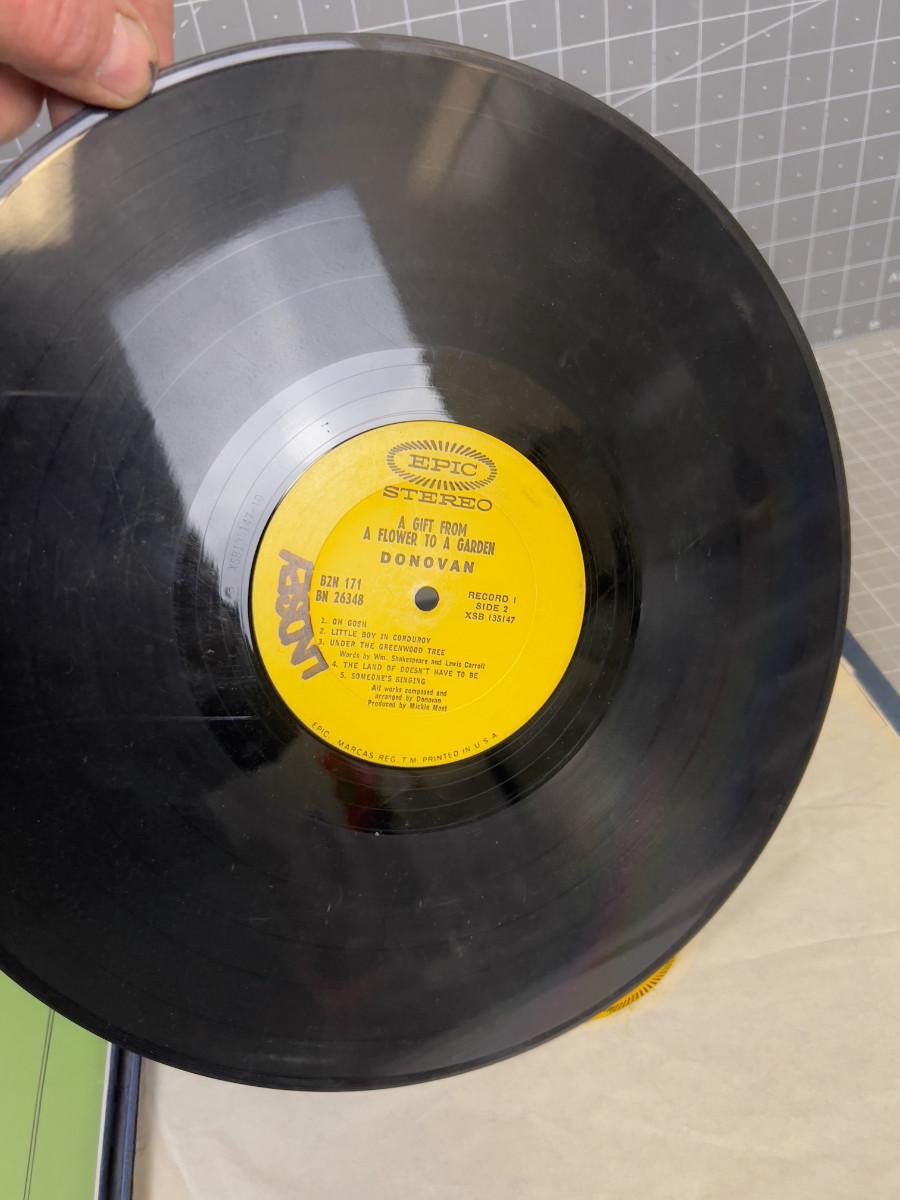 EPIC
STEREO
A GIFT FROM
A FLOWER TO A GARDEN
DONOVAN
B2N 171
BN 26348
RECORD 1
SIDE 2
XSB 135147
1. OH GOSH
2. LITTLE BOY IN CORDUROY
3. UNDER THE GREENWOOD TREE
Words by Wm. Shakespeare and Lewis Carroll
4. THE LAND OF DOESN'T HAVE TO BE
5. SOMEONE'S SINGING
All works composed and
arranged by Donovan
Produced by Mickie Most
EPIC, MARCAS REG. T.M. PRINTED IN U.S.A